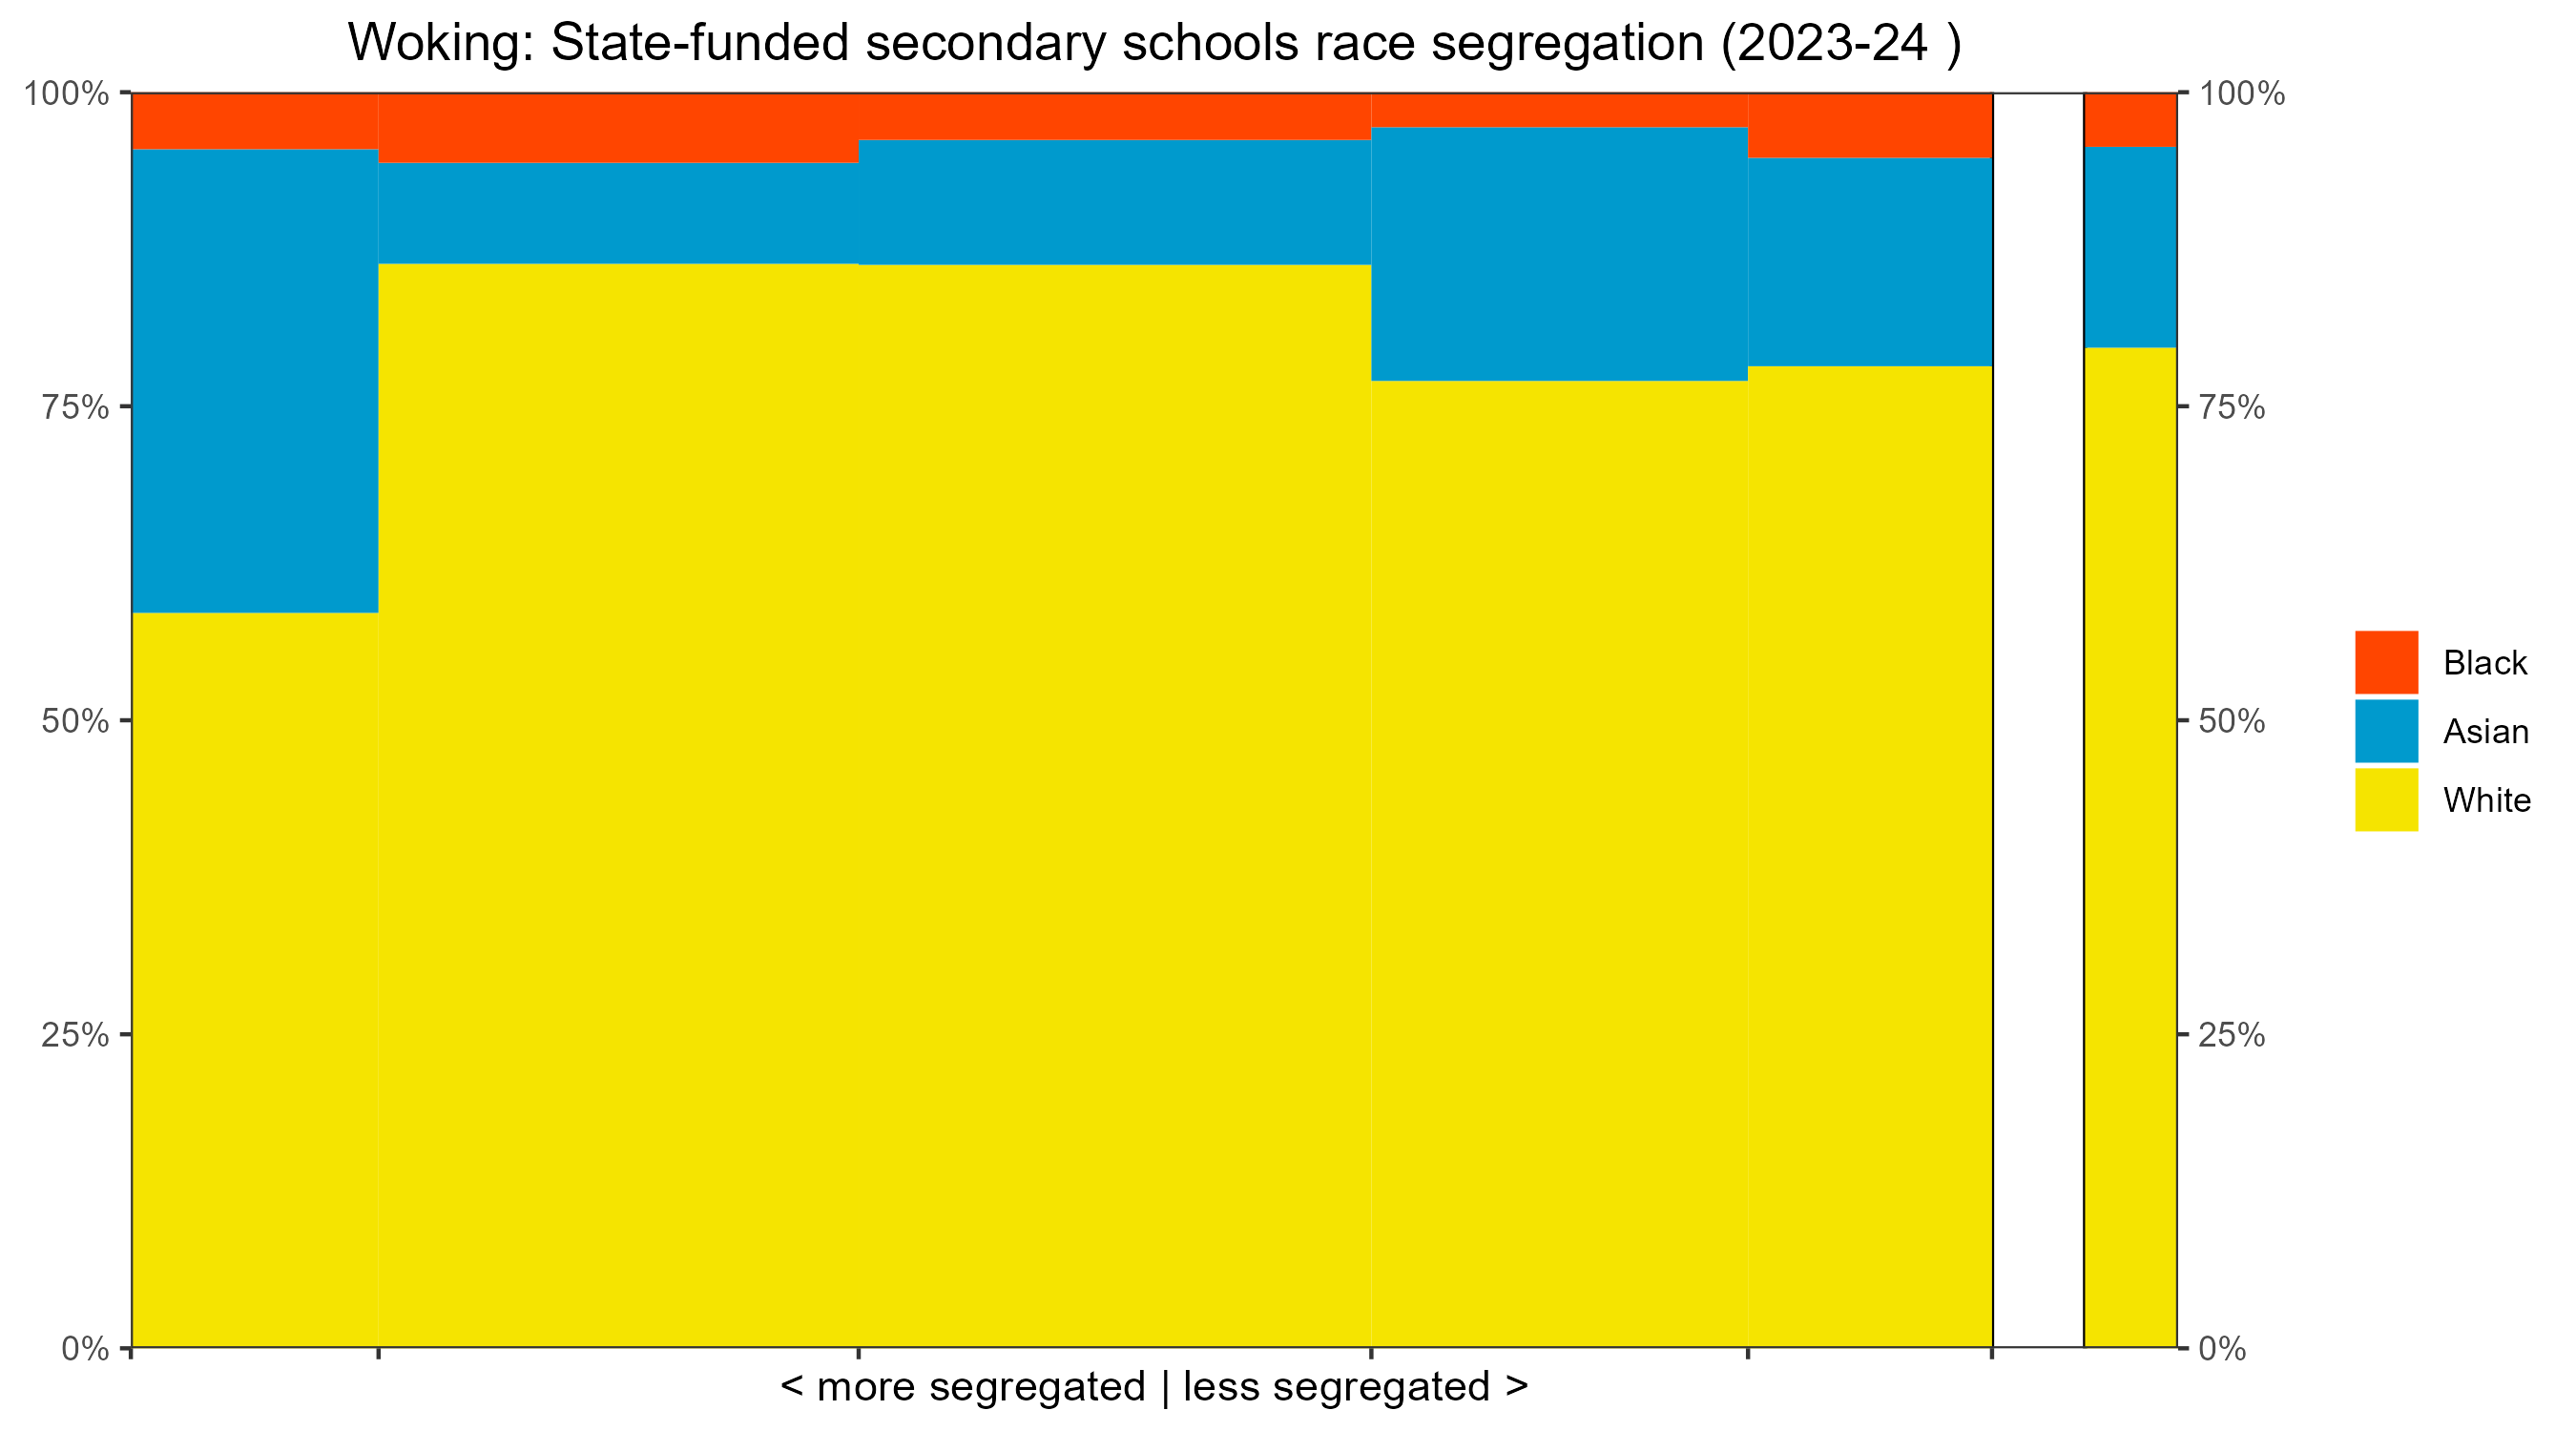 Woking: State-funded secondary schools race segregation (2023-24 )
100%
75%
50%
25%
0%
100%
75%
50%
25%
0%
Black
Asian
White
< more segregated | less segregated >